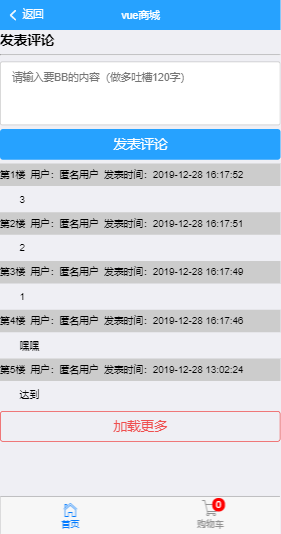 返回 vue商城
发表评论
请输入要BB的内容（做多吐槽120字）
发表评论
第1楼 用户：匿名用户 发表时间：2019-12-28 16:17:52
3
第2楼 用户：匿名用户 发表时间：2019-12-28 16:17:51
2
第3楼 用户：匿名用户 发表时间：2019-12-28 16:17:49
1
第4楼 用户：匿名用户 发表时间：2019-12-28 16:17:46
嘿嘿
第5楼 用户：匿名用户 发表时间：2019-12-28 13:02:24
达到
加载更多
0
首页 购物车